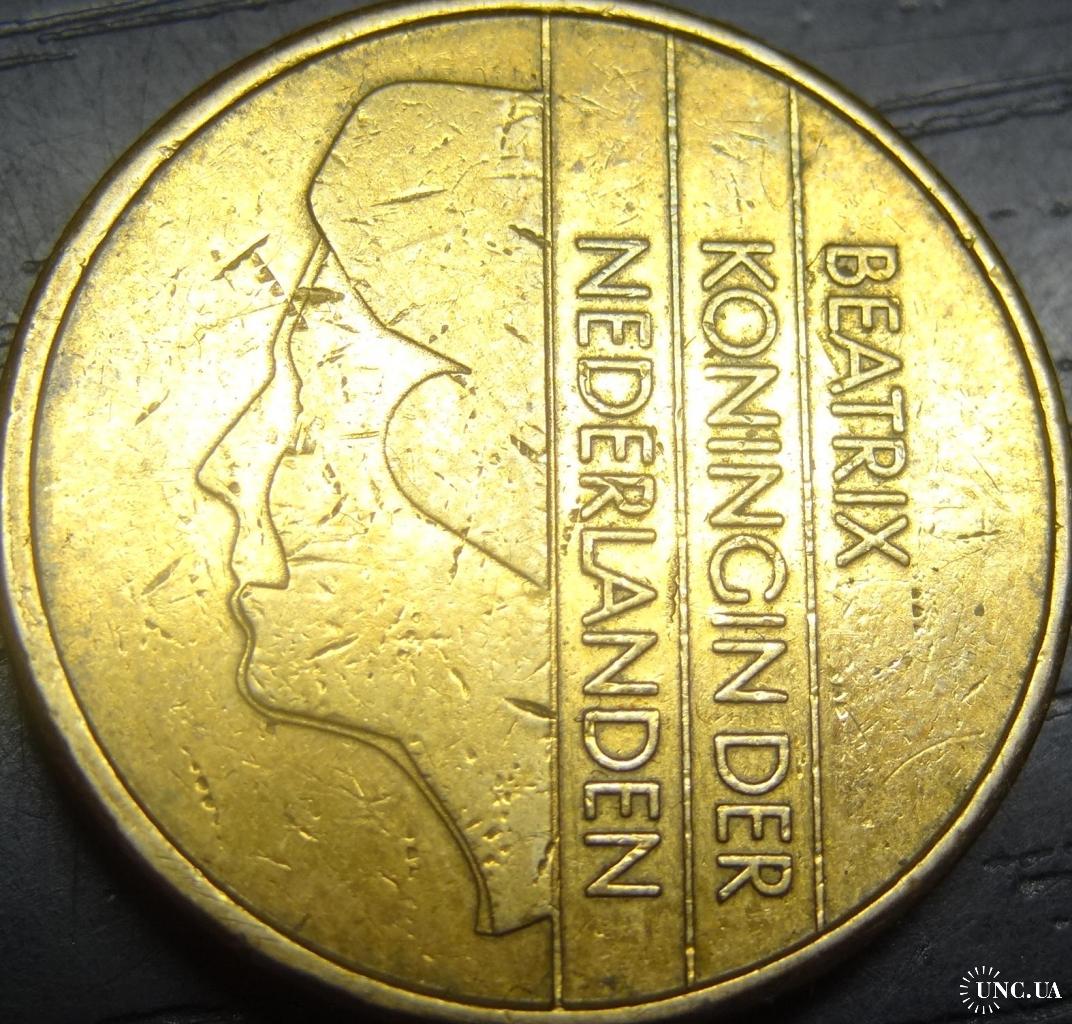 BEATRIX
KONINGIN DER
NEDERLANDEN
UNC.UA